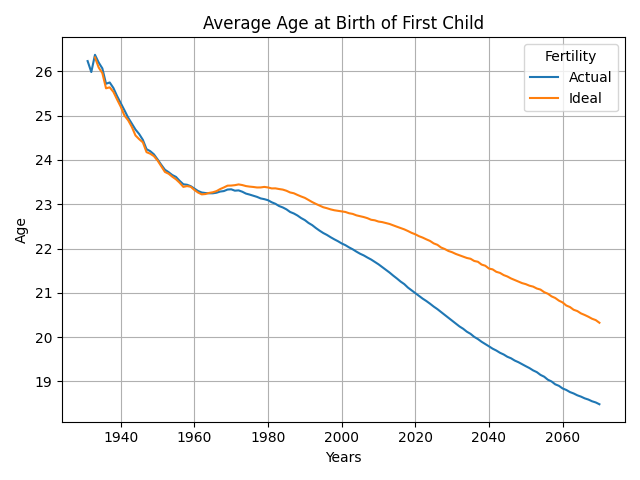 Average Age at Birth of First Child
Fertility
Actual
Ideal
Age
26
25
24
23
22
21
20
19
1940 1960 1980 2000 2020 2040 2060
Years